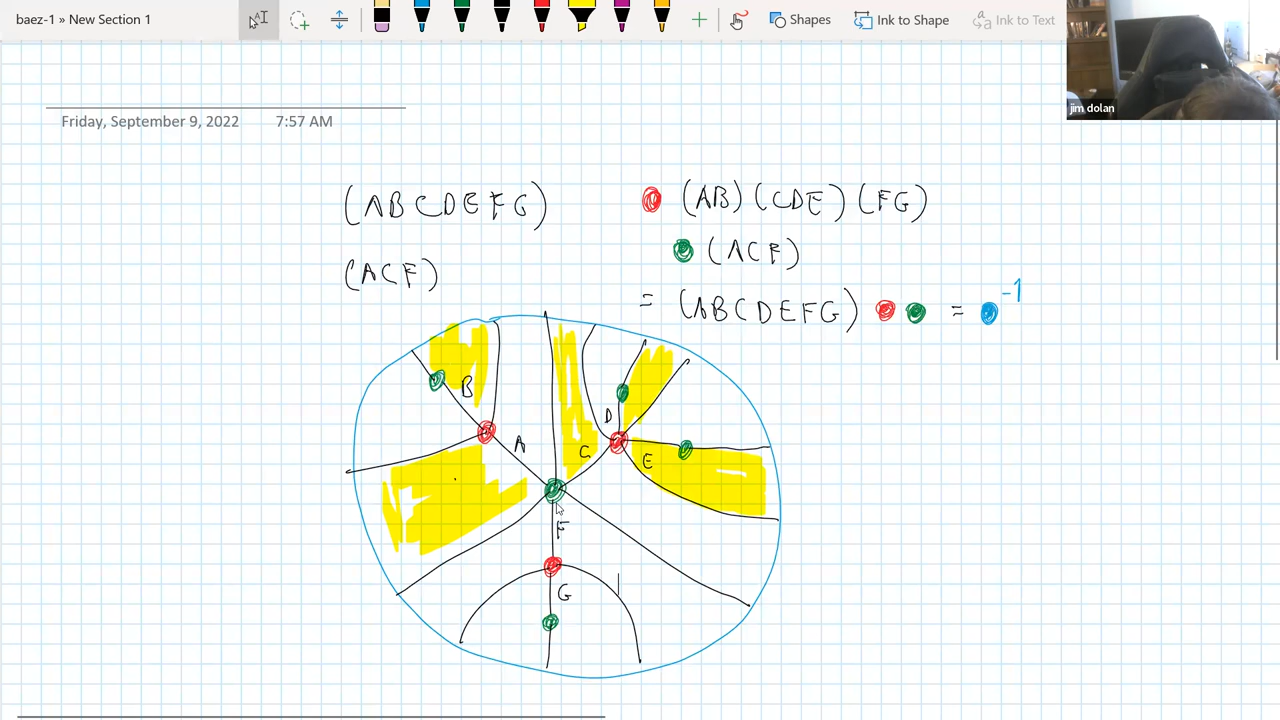 baez-1 » New Section 1
Shapes
Ink to Shape
Ink to Text
jim dolan
Friday, September 9, 2022 7:57 AM
(ABCDEFG)
(AB)(CDE)(FG)
(ACF)
(ACF)
= (ABCDEFG) = -1
B
A
D
C
E
F
G